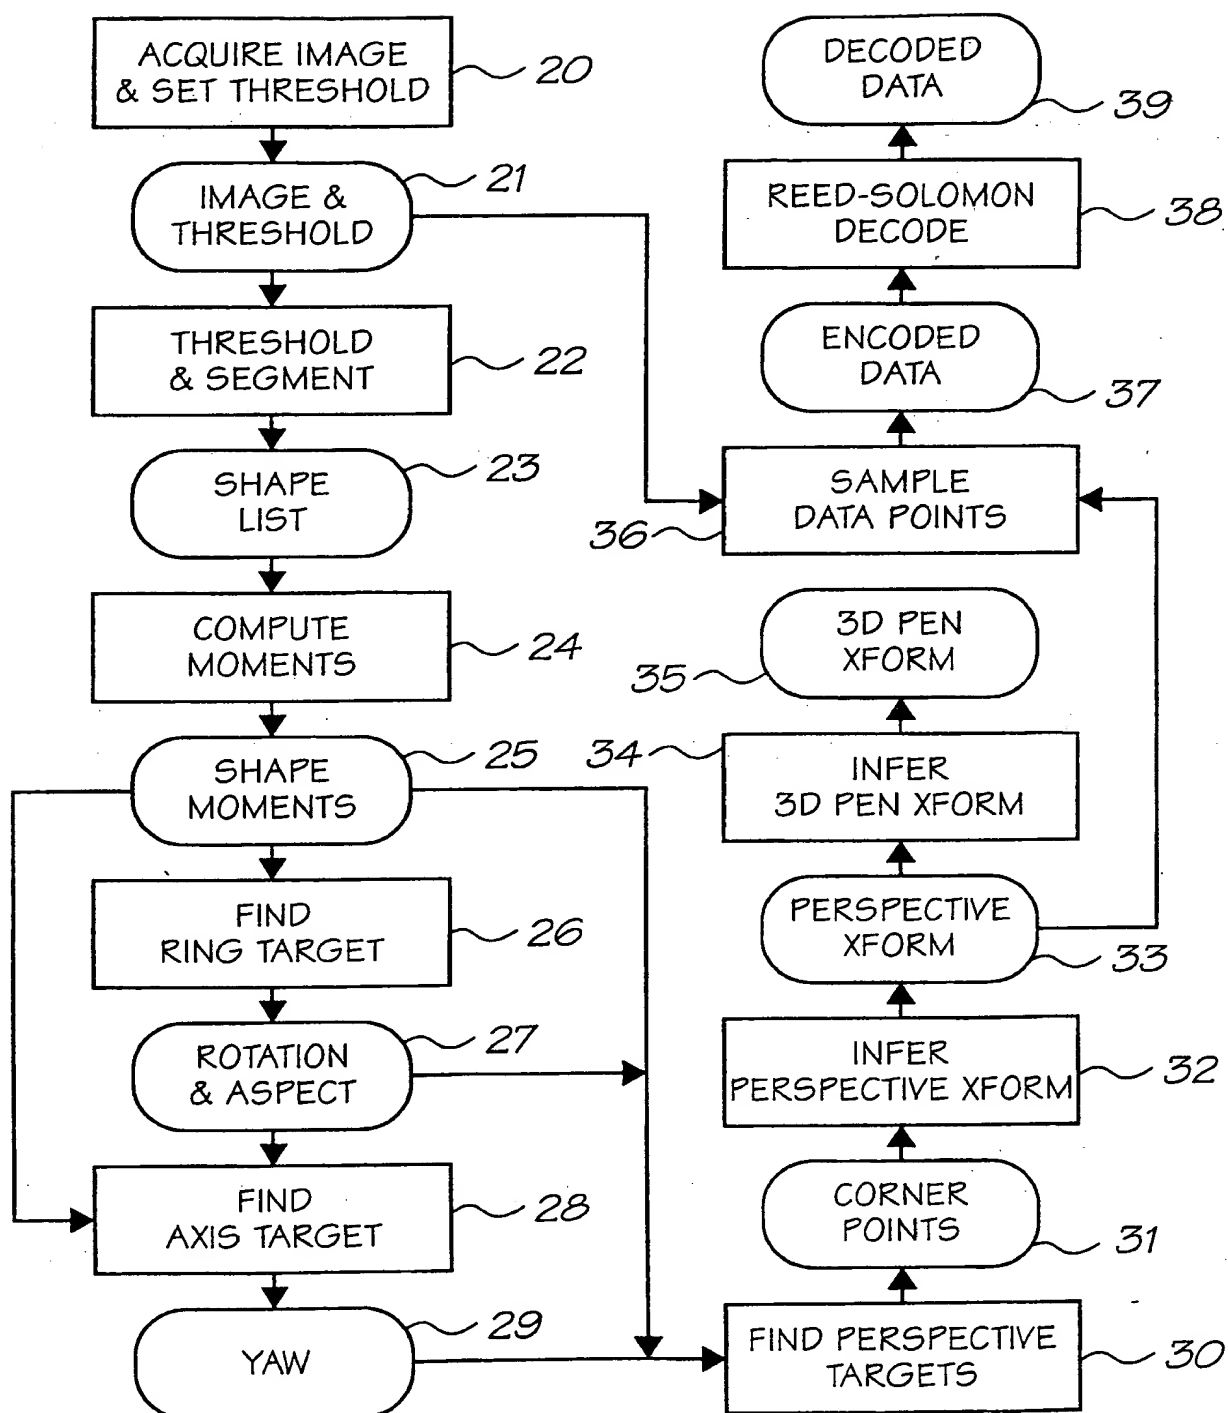 ACQUIRE IMAGE
& SET THRESHOLD
20
IMAGE &
THRESHOLD
21
THRESHOLD
& SEGMENT
22
SHAPE
LIST
23
COMPUTE
MOMENTS
24
SHAPE
MOMENTS
25
FIND
RING TARGET
26
ROTATION
& ASPECT
27
FIND
AXIS TARGET
28
YAW
29
DECODED
DATA
39
REED-SOLOMON
DECODE
38
ENCODED
DATA
37
SAMPLE
DATA POINTS
36
3D PEN
XFORM
35
INFER
3D PEN XFORM
34
PERSPECTIVE
XFORM
33
INFER
PERSPECTIVE XFORM
32
CORNER
POINTS
31
FIND PERSPECTIVE
TARGETS
30